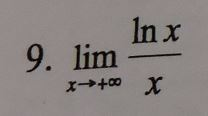 9. lim ln x / x
x→+∞